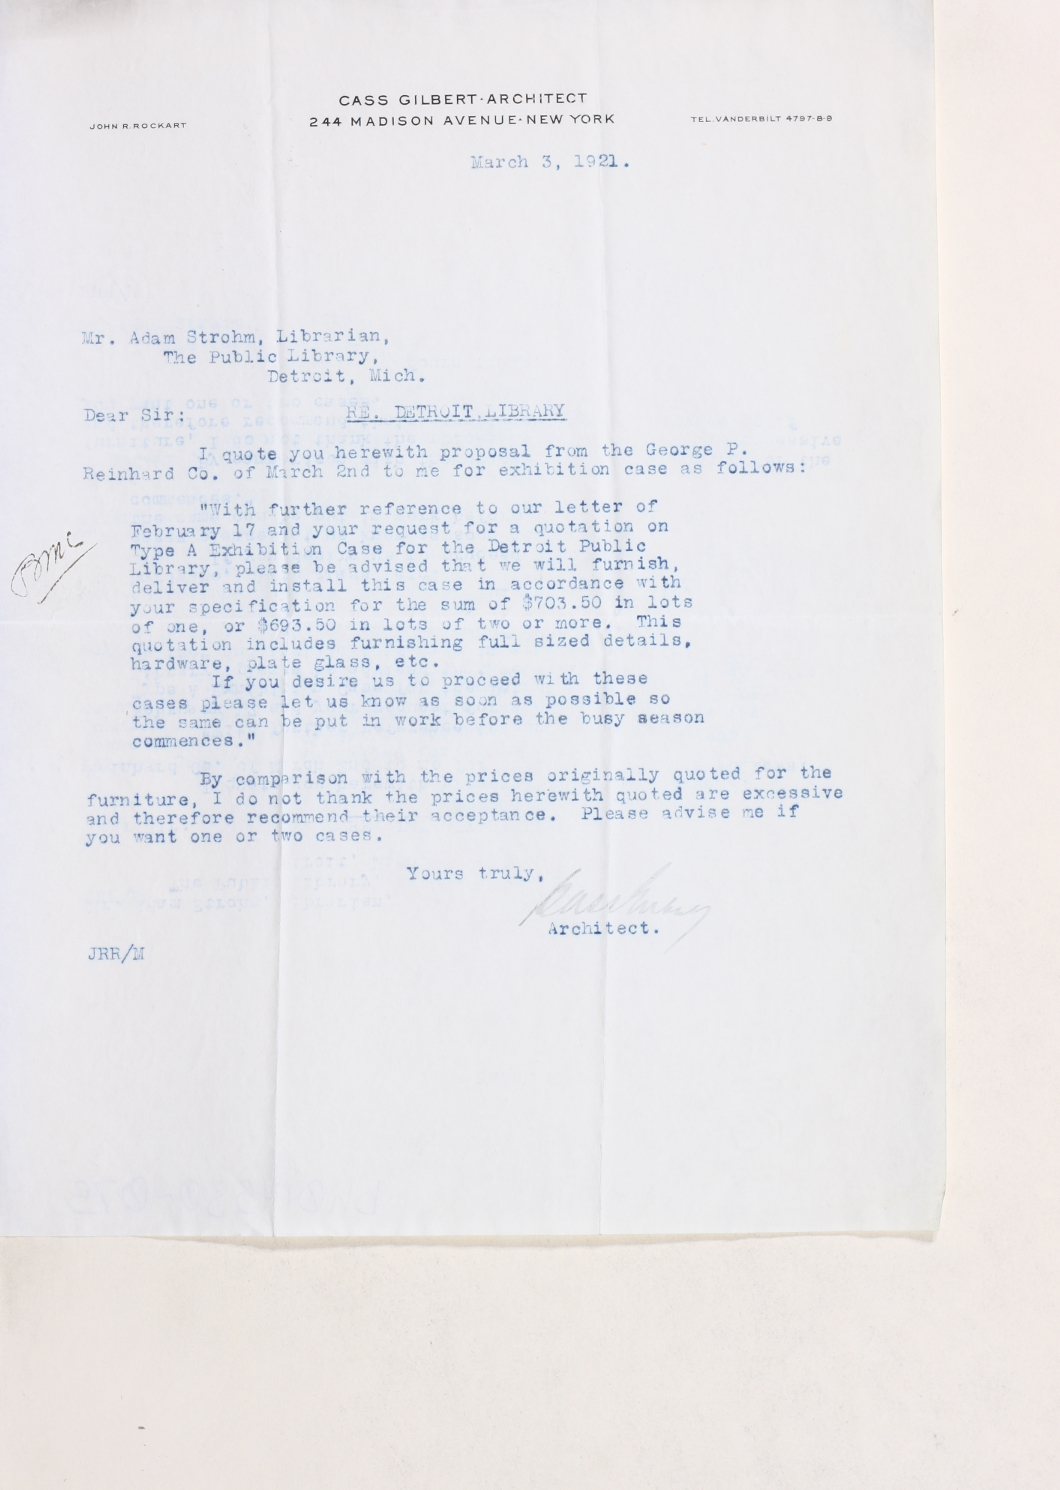 CASS GILBERT·ARCHITECT
244 MADISON AVENUE·NEW YORK
JOHN R. ROCKART
TEL. VANDERBILT 4797-8-9
March 3, 1921.
Mr. Adam Strohm, Librarian,
The Public Library,
Detroit, Mich.
Dear Sir: RE. DETROIT LIBRARY
I quote you herewith proposal from the George P.
Reinhard Co. of March 2nd to me for exhibition case as follows:
"With further reference to our letter of
February 17 and your request for a quotation on
Type A Exhibition Case for the Detroit Public
Library, please be advised that we will furnish,
deliver and install this case in accordance with
your specification for the sum of $703.50 in lots
of one, or $693.50 in lots of two or more. This
quotation includes furnishing full sized details,
hardware, plate glass, etc.
If you desire us to proceed with these
cases please let us know as soon as possible so
the same can be put in work before the busy season
commences."
By comparison with the prices originally quoted for the
furniture, I do not thank the prices herewith quoted are excessive
and therefore recommend their acceptance. Please advise me if
you want one or two cases.
Yours truly,
Cass Gilbert
Architect.
JRR/M